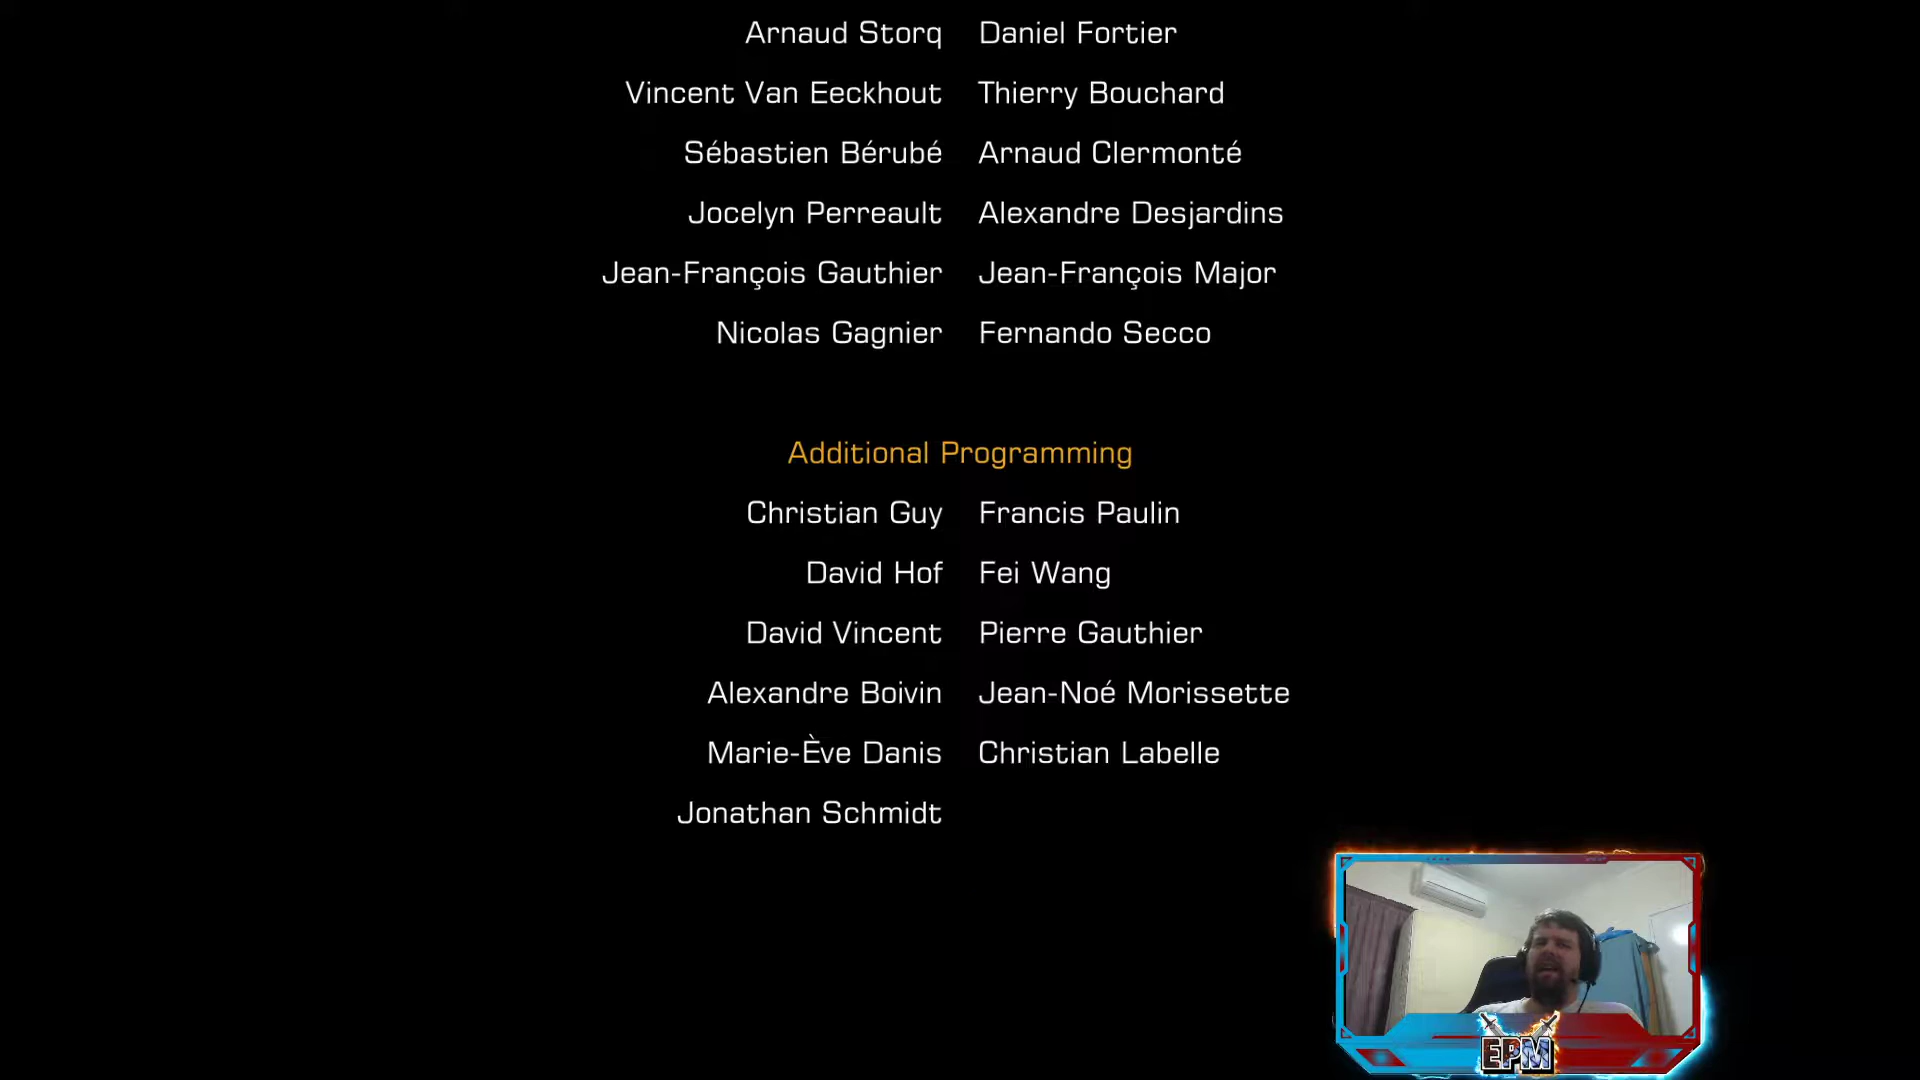 Arnaud Storq Daniel Fortier
Vincent Van Eeckhout Thierry Bouchard
Sébastien Bérubé Arnaud Clermonté
Jocelyn Perreault Alexandre Desjardins
Jean-François Gauthier Jean-François Major
Nicolas Gagnier Fernando Secco
Additional Programming
Christian Guy Francis Paulin
David Hof Fei Wang
David Vincent Pierre Gauthier
Alexandre Boivin Jean-Noé Morissette
Marie-Ève Danis Christian Labelle
Jonathan Schmidt
EPM